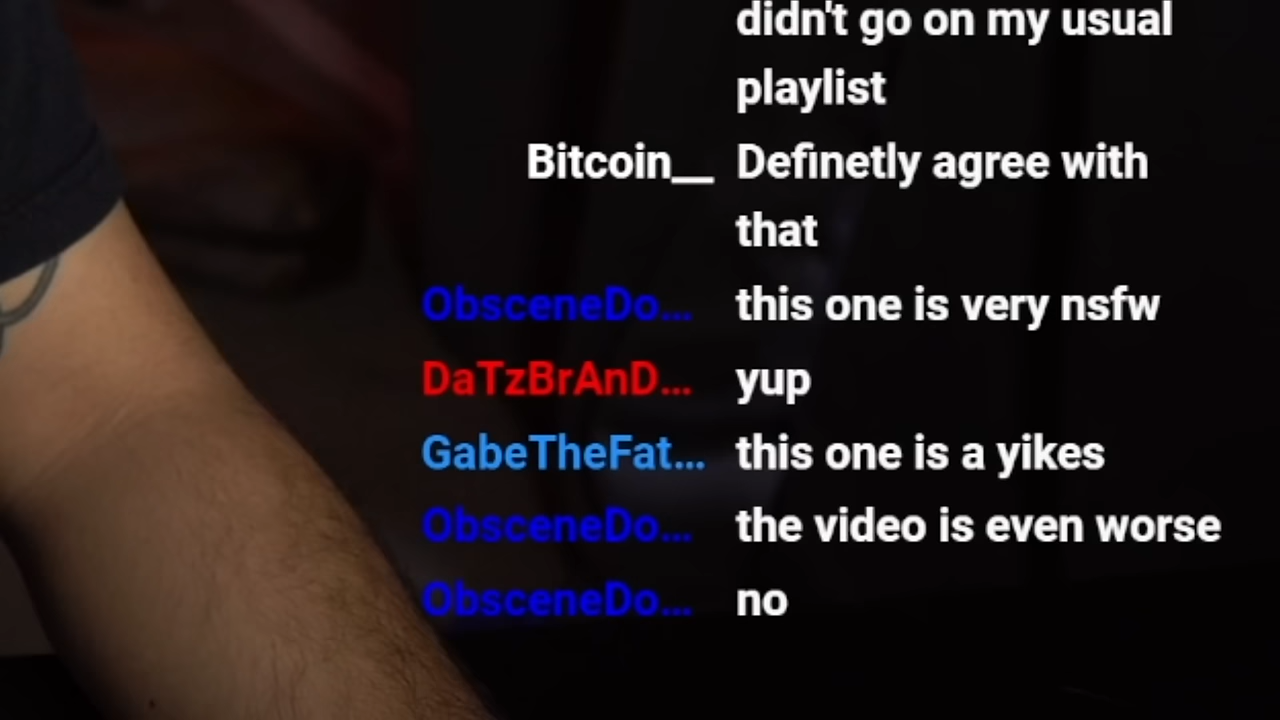 didn't go on my usual
playlist
Bitcoin__ Definetly agree with
that
ObsceneDo... this one is very nsfw
DaTzBrAnD... yup
GabeTheFat... this one is a yikes
ObsceneDo... the video is even worse
ObsceneDo... no